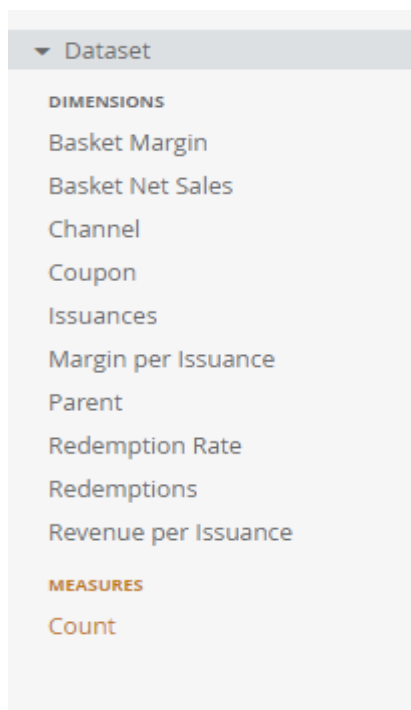 Dataset
DIMENSIONS
Basket Margin
Basket Net Sales
Channel
Coupon
Issuances
Margin per Issuance
Parent
Redemption Rate
Redemptions
Revenue per Issuance
MEASURES
Count